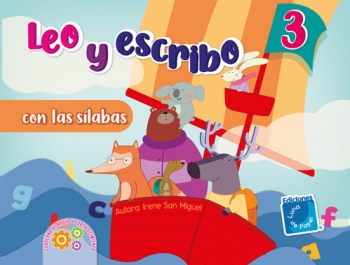 Leo y escribo
3
con las sílabas
Autora: Irene San Miguel
Ediciones
Luna
de
Papel
g
c
a
f